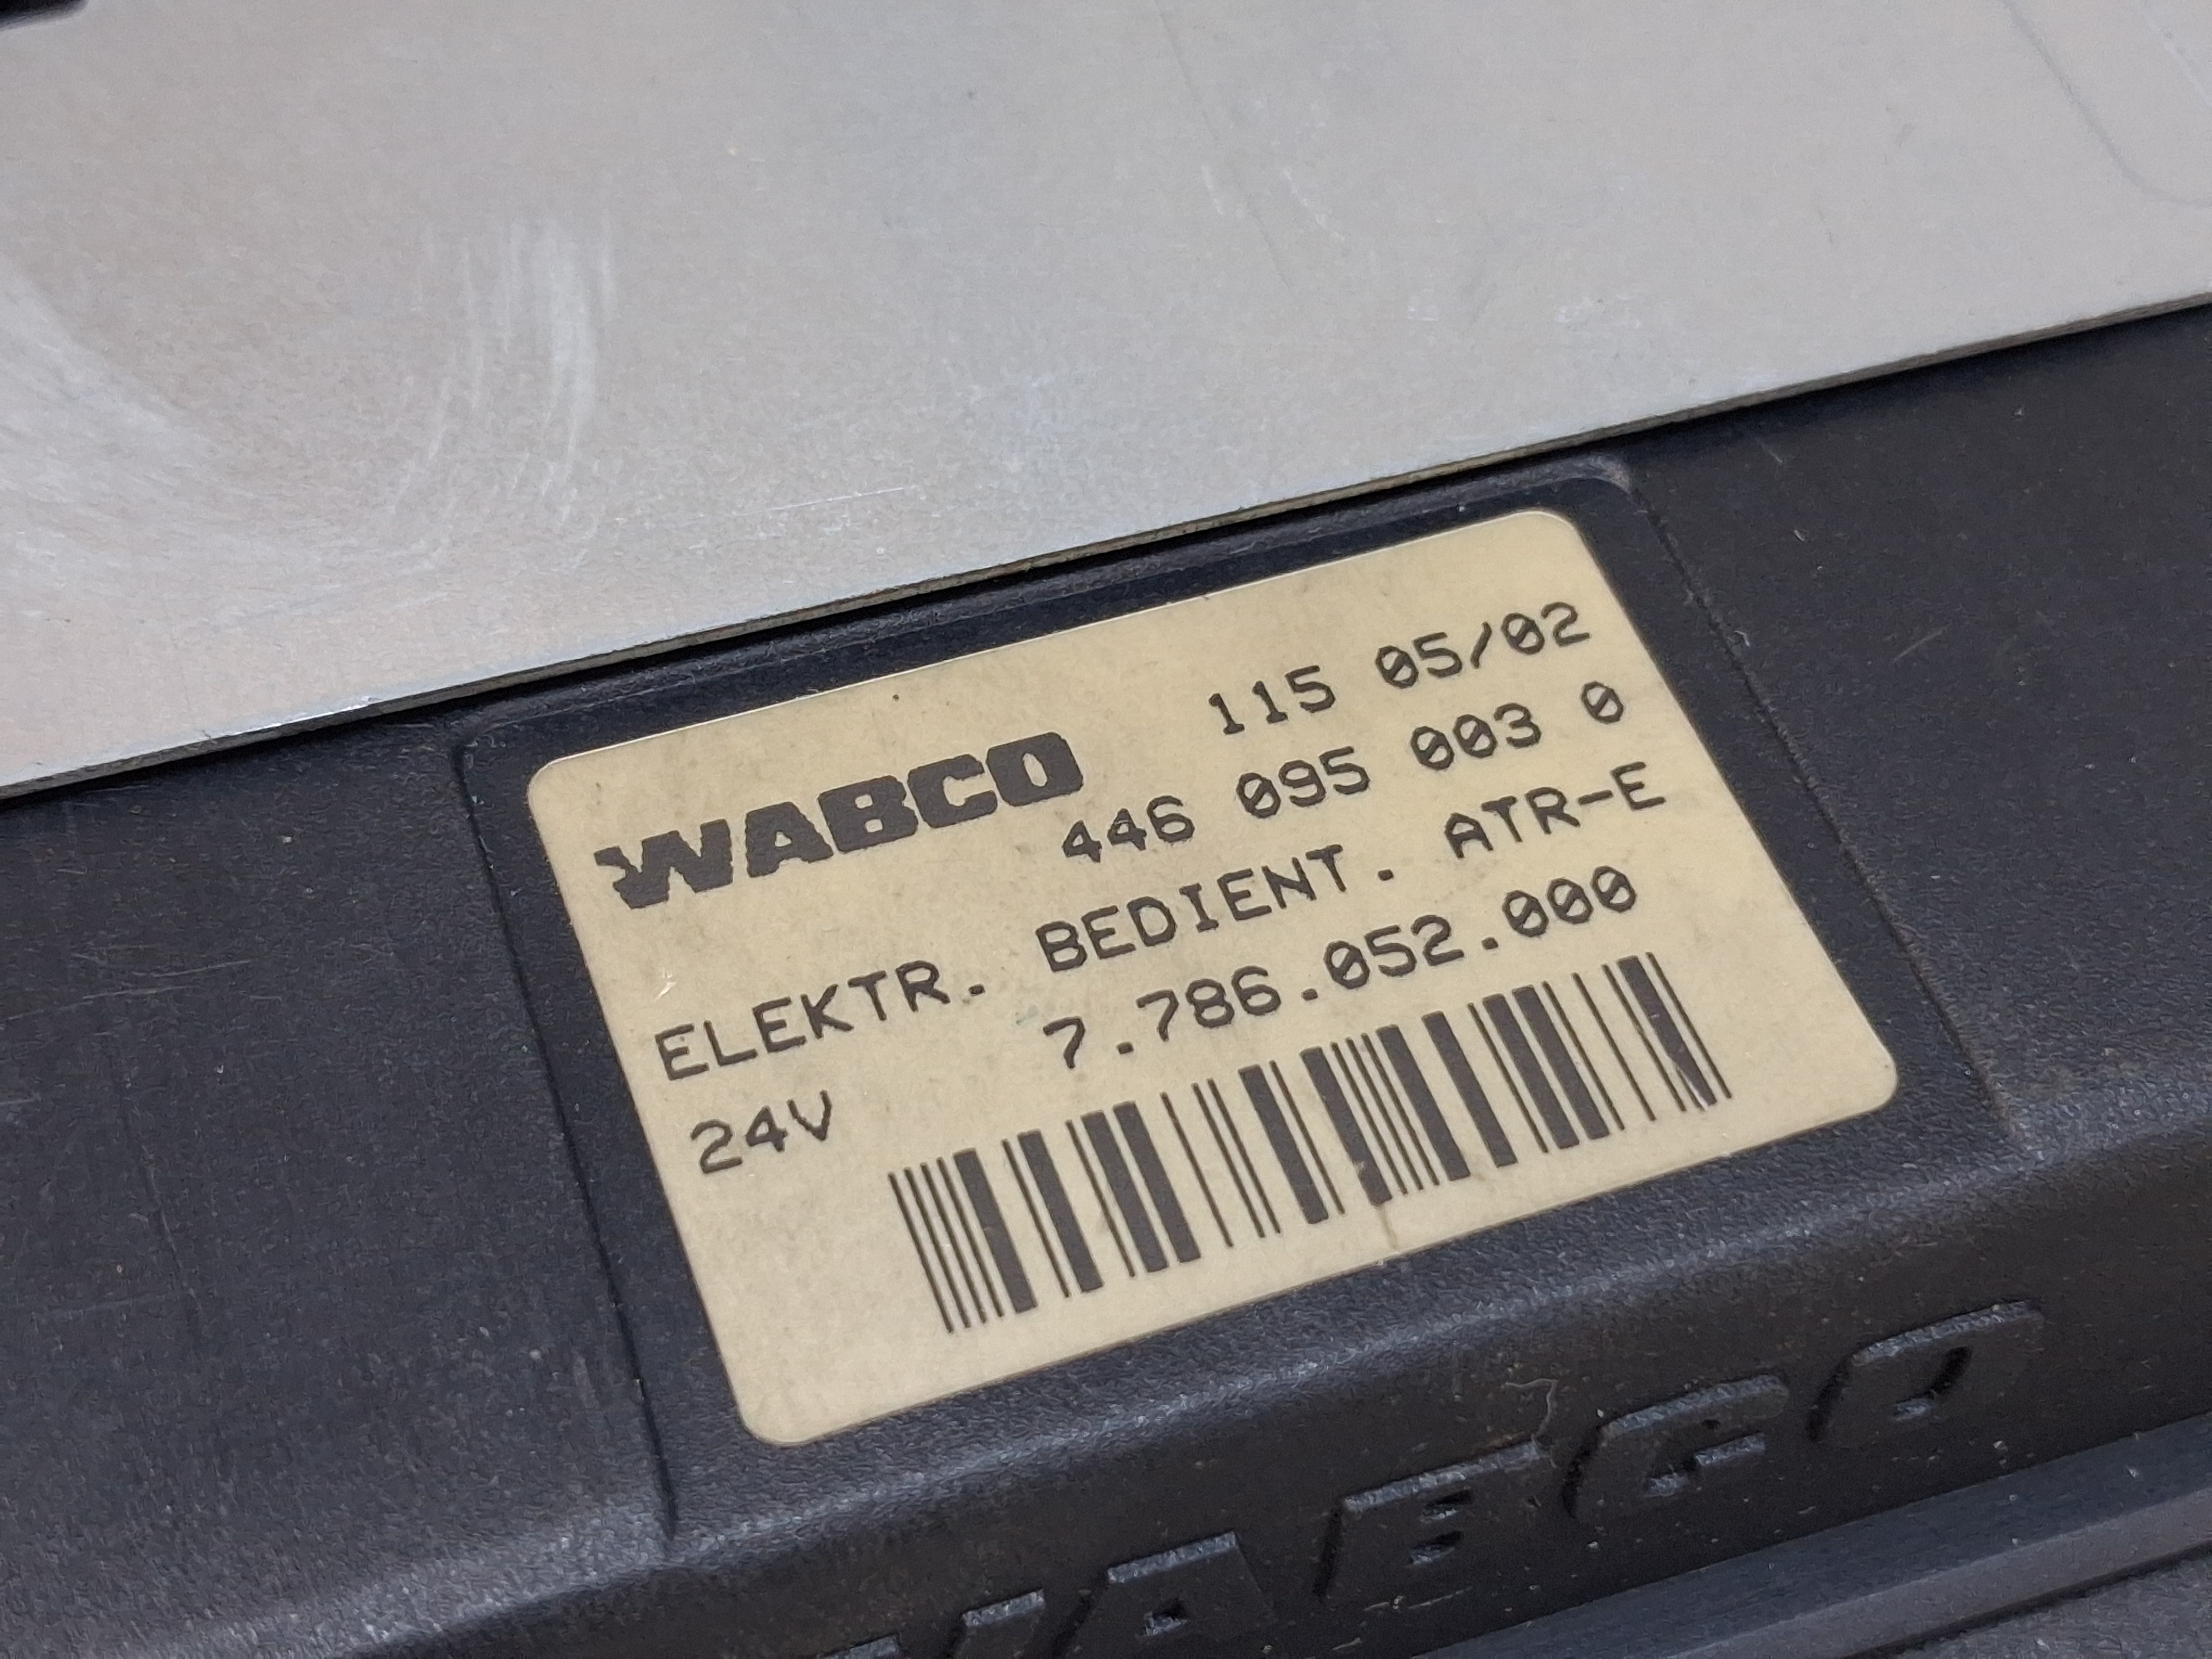 115 05/02
WABCO 446 095 003 0
ELEKTR. BEDIENT. ATR-E
24V 7.786.052.000
WABCO